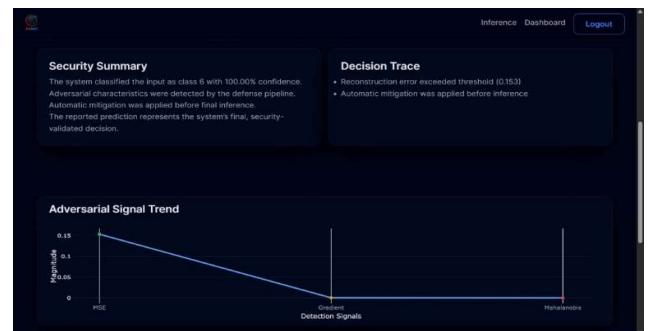 Inference Dashboard Logout
Security Summary
The system classified the input as class 6 with 100.00% confidence.
Adversarial characteristics were detected by the defense pipeline.
Automatic mitigation was applied before final inference.
The reported prediction represents the system's final, security-
validated decision.
Decision Trace
• Reconstruction error exceeded threshold (0.153)
• Automatic mitigation was applied before inference
Adversarial Signal Trend
Magnitude
0.15
0.1
0.05
0
MSE Gradient Mahalanobis
Detection Signals